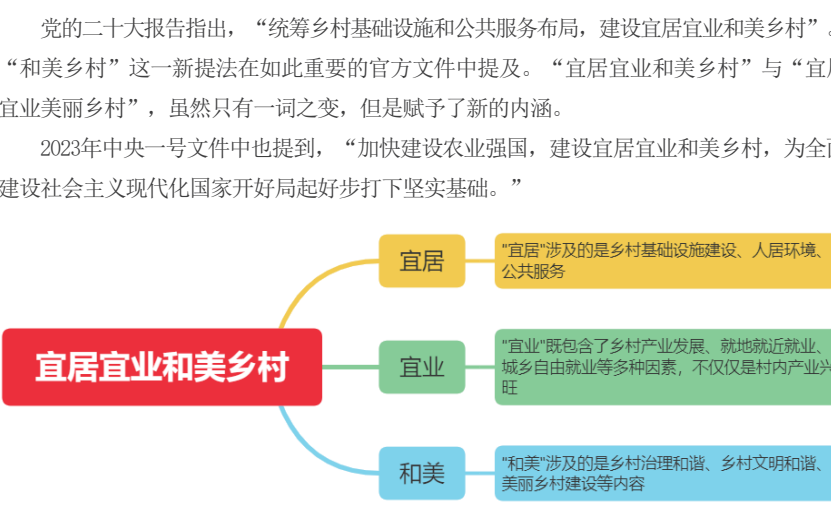 党的二十大报告指出，“统筹乡村基础设施和公共服务布局，建设宜居宜业和美乡村”。
“和美乡村”这一新提法在如此重要的官方文件中提及。“宜居宜业和美乡村”与“宜居
宜业美丽乡村”，虽然只有一词之变，但是赋予了新的内涵。
2023年中央一号文件中也提到，“加快建设农业强国，建设宜居宜业和美乡村，为全面
建设社会主义现代化国家开好局起好步打下坚实基础。”
宜居
"宜居"涉及的是乡村基础设施建设、人居环境、
公共服务
宜居宜业和美乡村
宜业
"宜业"既包含了乡村产业发展、就地就近就业、
城乡自由就业等多种因素，不仅仅是村内产业兴
旺
和美
"和美"涉及的是乡村治理和谐、乡村文明和谐、
美丽乡村建设等内容